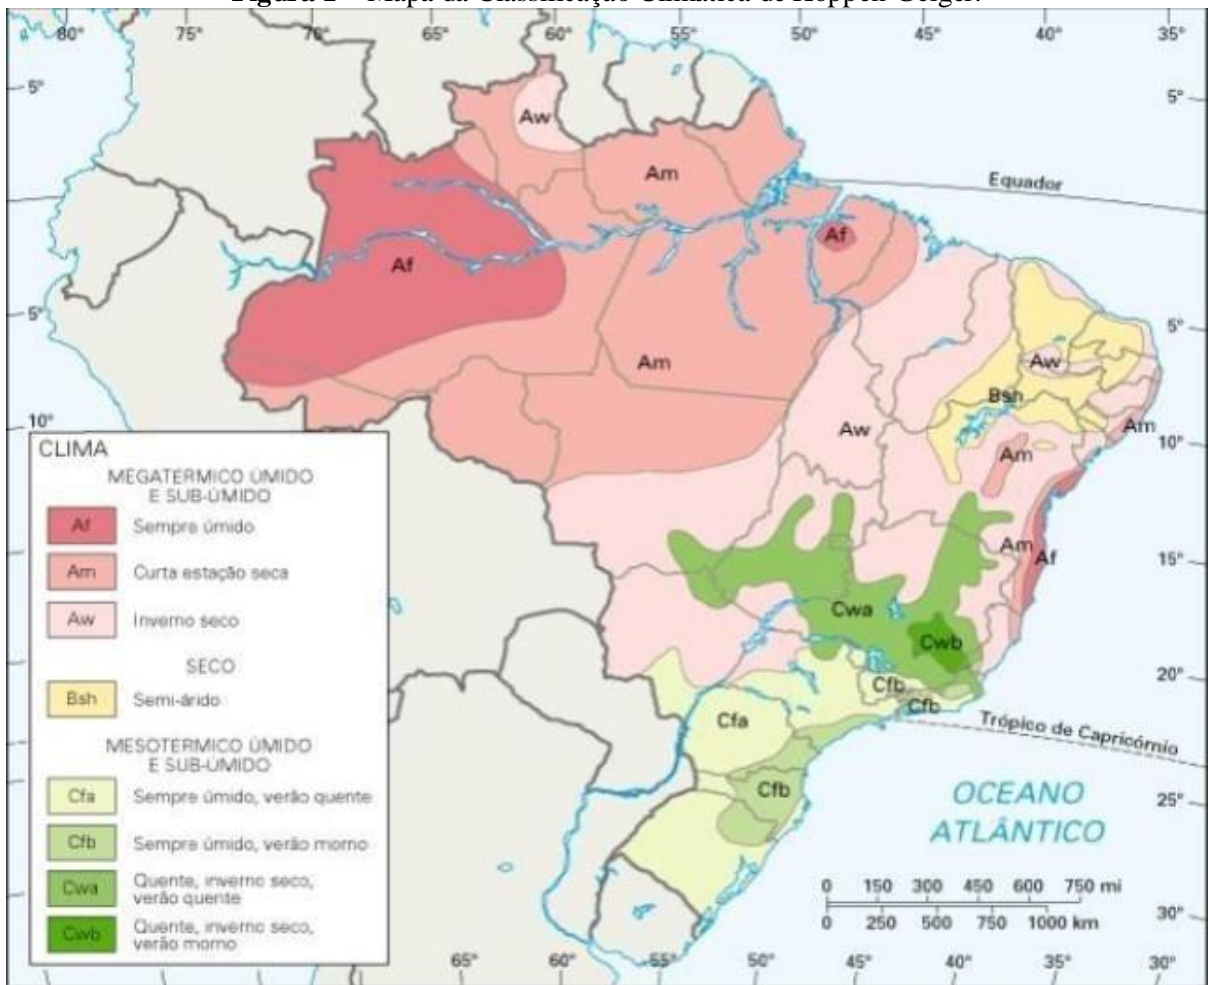 Figura 2 – Mapa da Classificação Climática de Köppen-Geiger.
80° 75° 70° 65° 60° 55° 50° 45° 40° 35°
5° 5°
Aw
Am
Equador
Af
Af
5° 5°
Am
Aw
Bsh
10°
Aw
Am
10°
Am
Am
Af
15°
Cwa
Cwb
20°
Cfb
Cfb
Cfa
Trópico de Capricórnio
Cfb
25°
OCEANO
ATLÂNTICO
0 150 300 450 600 750 mi
0 250 500 750 1000 km
30°
65° 60° 55° 50° 45° 40° 35° 30°
CLIMA
MEGATERMICO ÚMIDO
E SUB-ÚMIDO
Af Sempre úmido
Am Curta estação seca
Aw Inverno seco
SECO
Bsh Semi-árido
MESOTERMICO ÚMIDO
E SUB-ÚMIDO
Cfa Sempre úmido, verão quente
Cfb Sempre úmido, verão morno
Cwa Quente, inverno seco,
verão quente
Cwb Quente, inverno seco,
verão morno